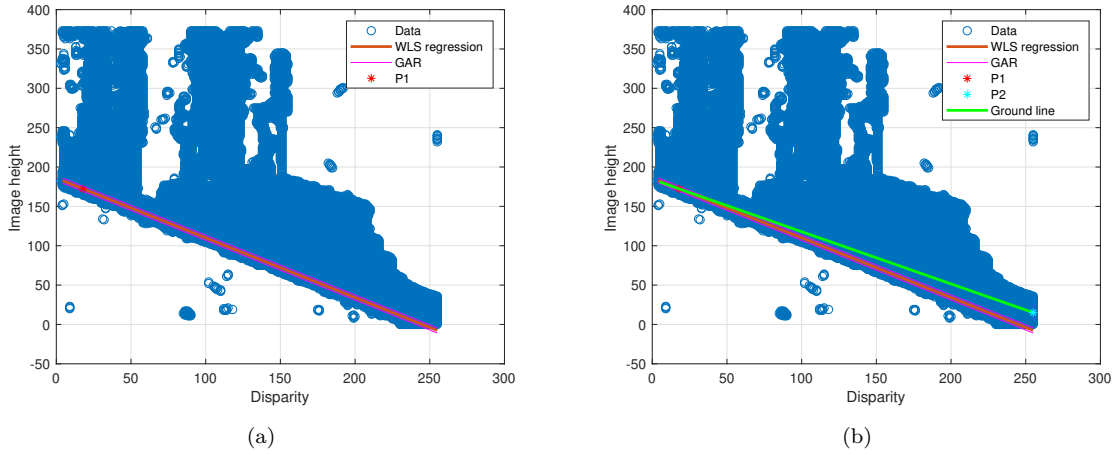 400
350
300
250
200
150
100
50
0
-50
0 50 100 150 200 250 300
Image height
Disparity
Data
WLS regression
GAR
P1
(a)
400
350
300
250
200
150
100
50
0
-50
0 50 100 150 200 250 300
Image height
Disparity
Data
WLS regression
GAR
P1
P2
Ground line
(b)